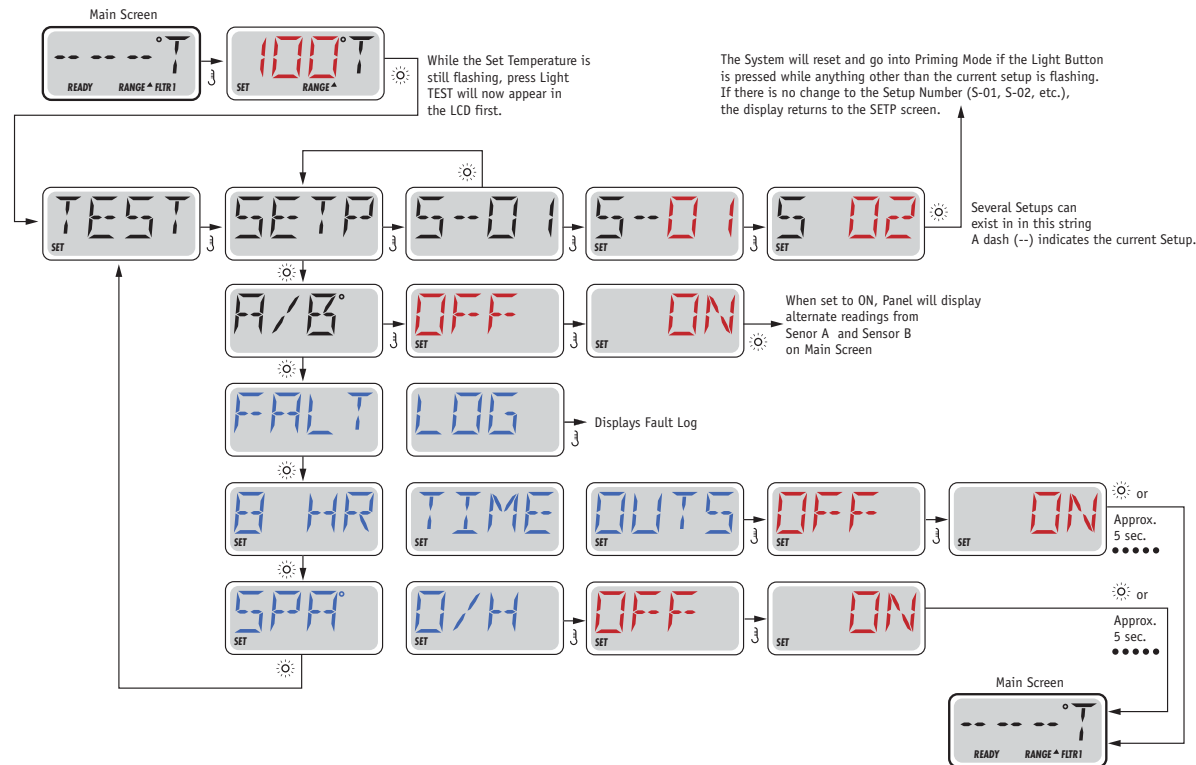 Main Screen
-- -- --°T
READY RANGE FLTR1
100°T
SET RANGE
While the Set Temperature is
still flashing, press Light
TEST will now appear in
the LCD first.
The System will reset and go into Priming Mode if the Light Button
is pressed while anything other than the current setup is flashing.
If there is no change to the Setup Number (S-01, S-02, etc.),
the display returns to the SETP screen.
TEST
SET
SETP
S-01
S-01
S 02
SET
Several Setups can
exist in in this string
A dash (--) indicates the current Setup.
A/B°
OFF
SET
ON
SET
When set to ON, Panel will display
alternate readings from
Senor A and Sensor B
on Main Screen
FALT
LOG
Displays Fault Log
8 HR
SET
TIME
SET
OUTS
SET
OFF
SET
ON
SET
or
Approx.
5 sec.
SPA°
SET
O/H
OFF
SET
ON
SET
or
Approx.
5 sec.
Main Screen
-- -- --°T
READY RANGE FLTR1